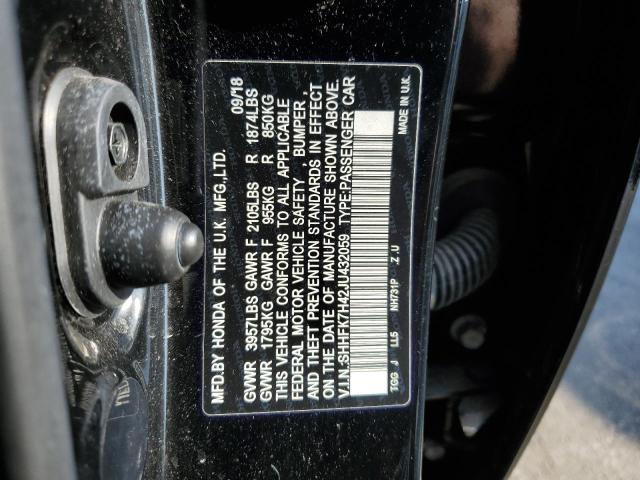 MFD.BY HONDA OF THE U.K. MFG.,LTD. 09/18
GVWR 3957LBS GAWR F 2105LBS R 1874LBS
GVWR 1795KG GAWR F 955KG R 850KG
THIS VEHICLE CONFORMS TO ALL APPLICABLE
FEDERAL MOTOR VEHICLE SAFETY, BUMPER,
AND THEFT PREVENTION STANDARDS IN EFFECT
ON THE DATE OF MANUFACTURE SHOWN ABOVE.
V.I.N.:SHHFK7H42JU432059 TYPE:PASSENGER CAR
FGG J LL5 NH731P .Z.U MADE IN U.K.